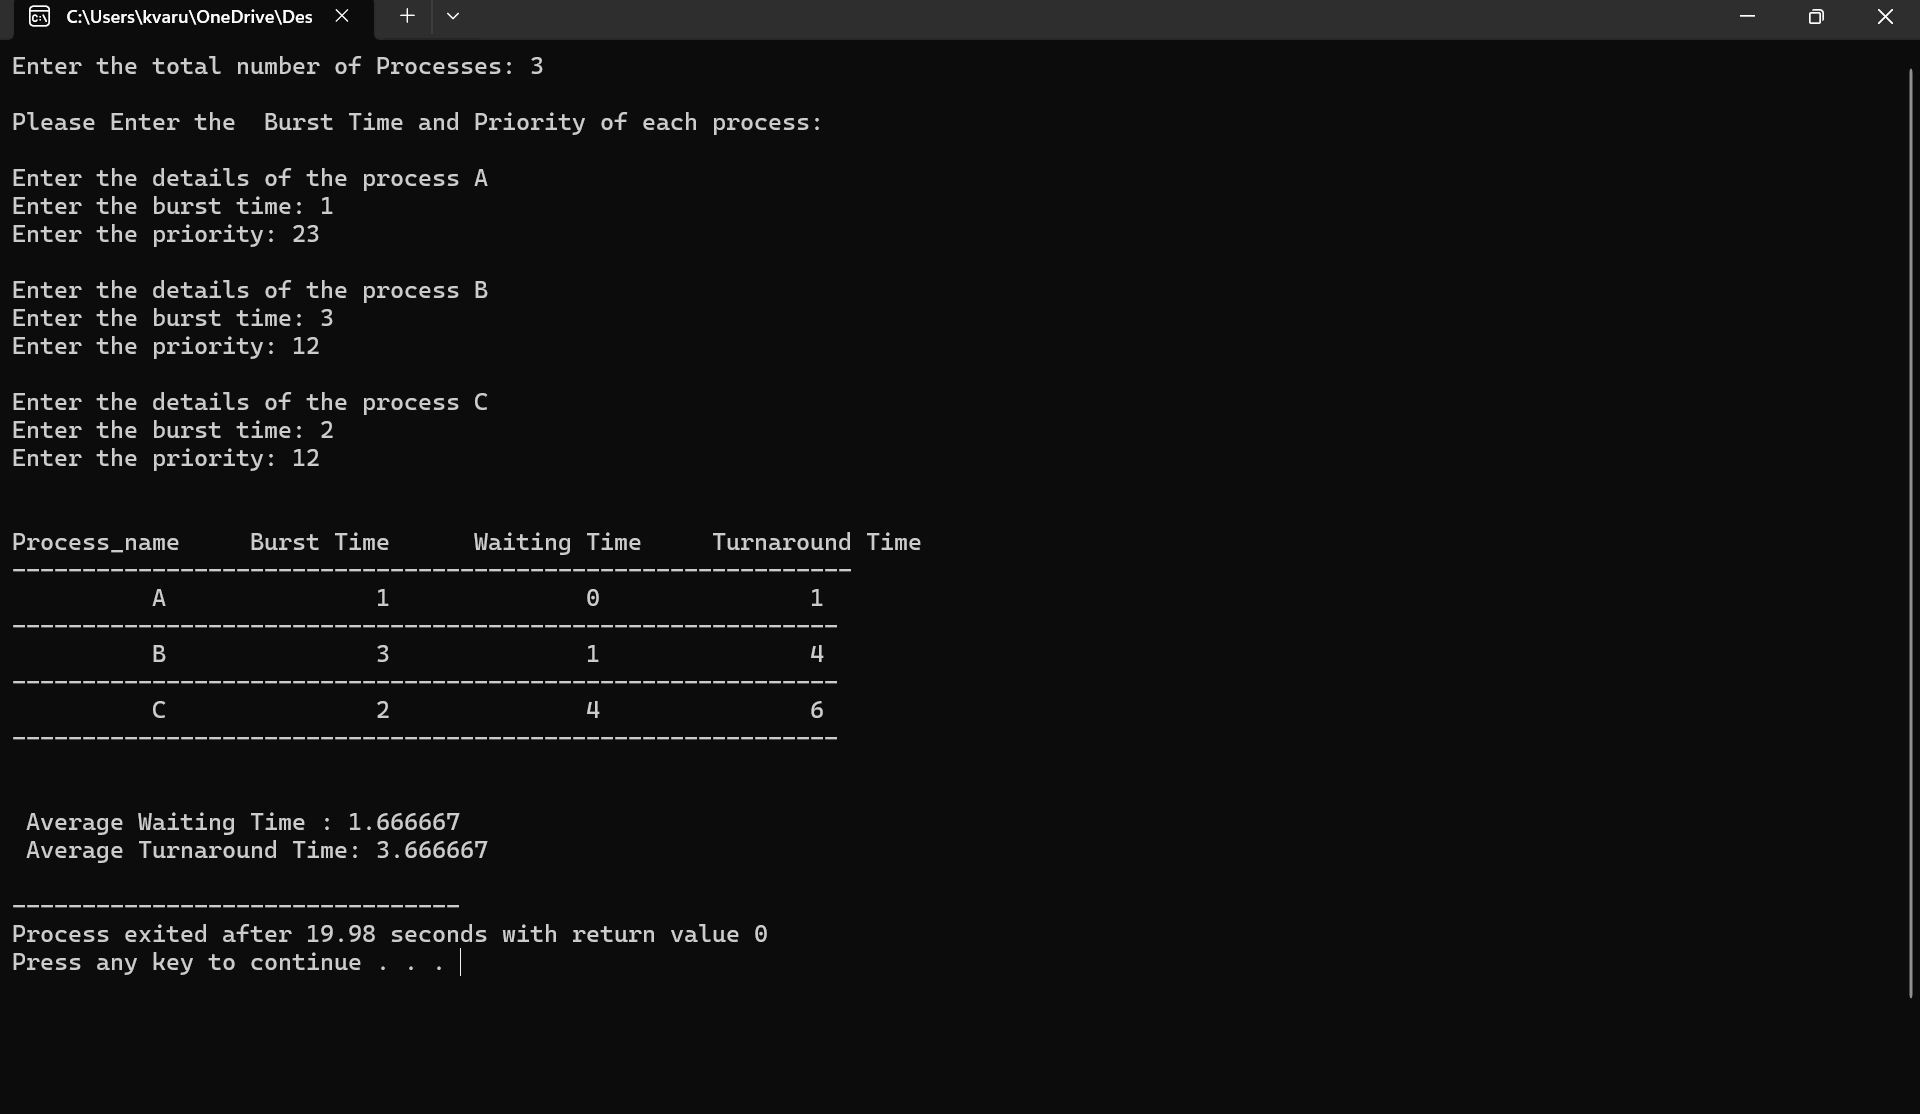 C:\Users\kvaru\OneDrive\Des
Enter the total number of Processes: 3
Please Enter the  Burst Time and Priority of each process:
Enter the details of the process A
Enter the burst time: 1
Enter the priority: 23
Enter the details of the process B
Enter the burst time: 3
Enter the priority: 12
Enter the details of the process C
Enter the burst time: 2
Enter the priority: 12
Process_name     Burst Time      Waiting Time     Turnaround Time
------------------------------------------------------------
A               1              0               1
-----------------------------------------------------------
B               3              1               4
-----------------------------------------------------------
C               2              4               6
-----------------------------------------------------------
Average Waiting Time : 1.666667
Average Turnaround Time: 3.666667
--------------------------------
Process exited after 19.98 seconds with return value 0
Press any key to continue . . .